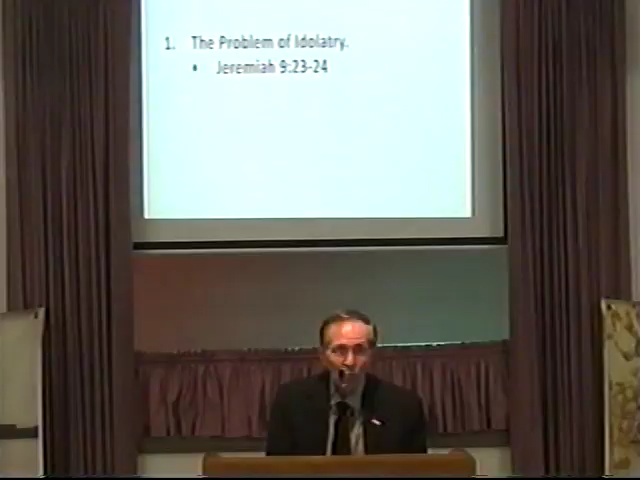 1. The Problem of Idolatry.
• Jeremiah 9:23-24